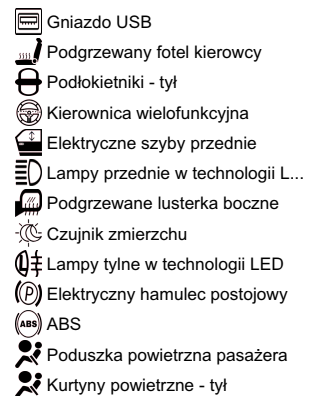 Gniazdo USB
Podgrzewany fotel kierowcy
Podłokietniki - tył
Kierownica wielofunkcyjna
Elektryczne szyby przednie
Lampy przednie w technologii L...
Podgrzewane lusterka boczne
Czujnik zmierzchu
Lampy tylne w technologii LED
(P) Elektryczny hamulec postojowy
(ABS) ABS
Poduszka powietrzna pasażera
Kurtyny powietrzne - tył